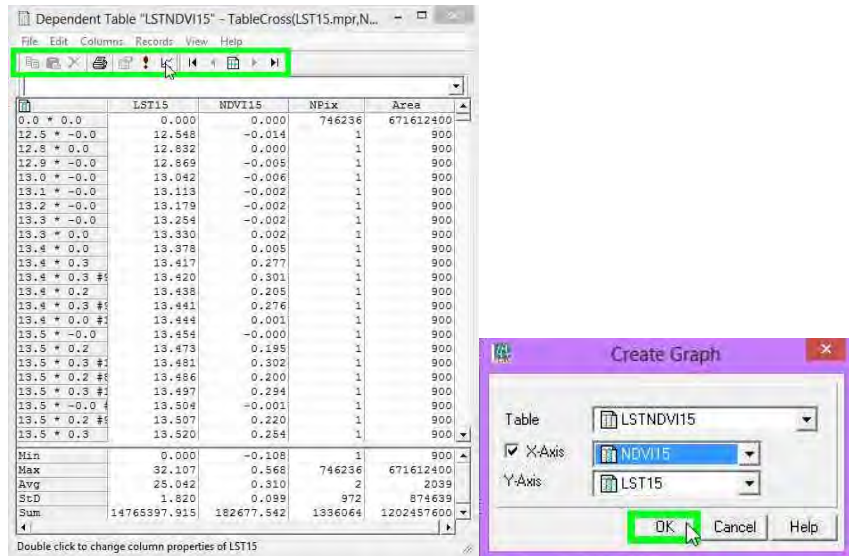 Dependent Table "LSTNDVI15" - TableCross(LST15.mpr,N...
File Edit Columns Records View Help
LST15 NDVI15 NPix Area
0.0 * 0.0 0.000 0.000 746236 671612400
12.5 * -0.0 12.548 -0.014 1 900
12.8 * 0.0 12.832 0.000 1 900
12.9 * -0.0 12.869 -0.005 1 900
13.0 * -0.0 13.042 -0.006 1 900
13.1 * -0.0 13.113 -0.002 1 900
13.2 * -0.0 13.179 -0.002 1 900
13.3 * -0.0 13.254 -0.002 1 900
13.3 * 0.0 13.330 0.002 1 900
13.4 * 0.0 13.378 0.005 1 900
13.4 * 0.3 13.417 0.277 1 900
13.4 * 0.3 # 13.420 0.301 1 900
13.4 * 0.2 13.438 0.205 1 900
13.4 * 0.3 # 13.441 0.276 1 900
13.4 * 0.0 # 13.444 0.001 1 900
13.5 * -0.0 13.454 -0.000 1 900
13.5 * 0.2 13.473 0.195 1 900
13.5 * 0.3 # 13.481 0.302 1 900
13.5 * 0.2 # 13.486 0.200 1 900
13.5 * 0.3 # 13.497 0.294 1 900
13.5 * -0.0 13.504 -0.001 1 900
13.5 * 0.2 # 13.507 0.220 1 900
13.5 * 0.3 13.520 0.254 1 900
Min 0.000 -0.108 1 900
Max 32.107 0.568 746236 671612400
Avg 25.042 0.310 2 2039
StD 1.820 0.099 972 874639
Sum 14765397.915 182677.542 1336064 1202457600
Double click to change column properties of LST15
Create Graph
Table LSTNDVI15
X-Axis NDVI15
Y-Axis LST15
OK Cancel Help